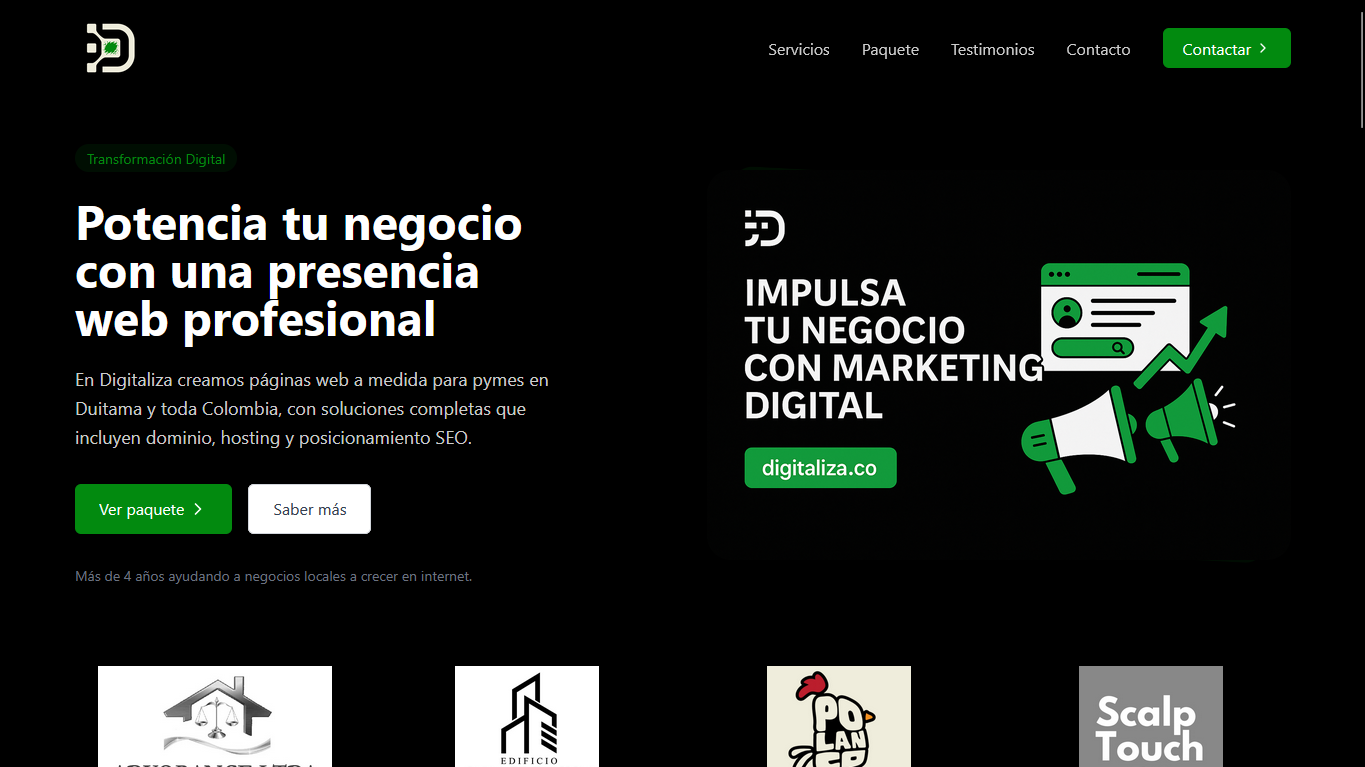 Servicios
Paquete
Testimonios
Contacto
Contactar
Transformación Digital
Potencia tu negocio
con una presencia
web profesional
En Digitaliza creamos páginas web a medida para pymes en
Duitama y toda Colombia, con soluciones completas que
incluyen dominio, hosting y posicionamiento SEO.
Ver paquete
Saber más
Más de 4 años ayudando a negocios locales a crecer en internet.
IMPULSA
TU NEGOCIO
CON MARKETING
DIGITAL
digitaliza.co
EDIFICIO
PO
LAN
Scalp
Touch